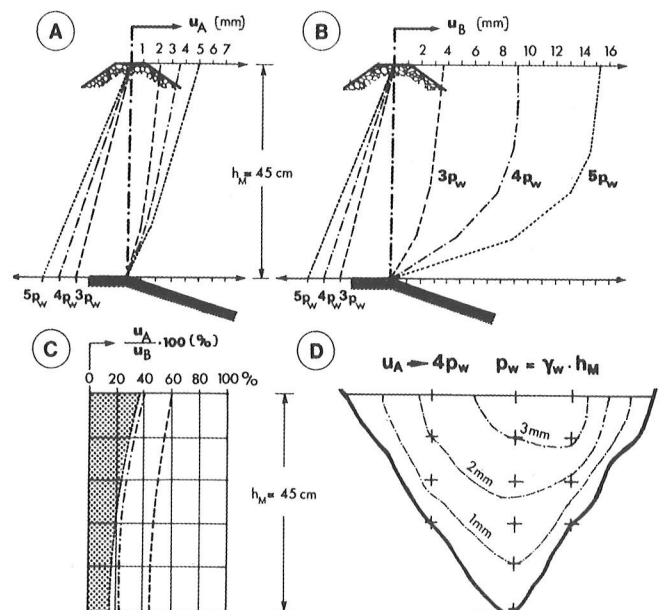 A
u_A (mm)
1 2 3 4 5 6 7
h_M = 45 cm
5p_w 4p_w 3p_w
B
u_B (mm)
2 4 6 8 10 12 14 16
3p_w
4p_w
5p_w
5p_w 4p_w 3p_w
C
u_A/u_B · 100 (%)
0 20 40 60 80 100 %
h_M = 45 cm
D
u_A → 4p_w p_w = γ_w · h_M
3mm
2mm
1mm